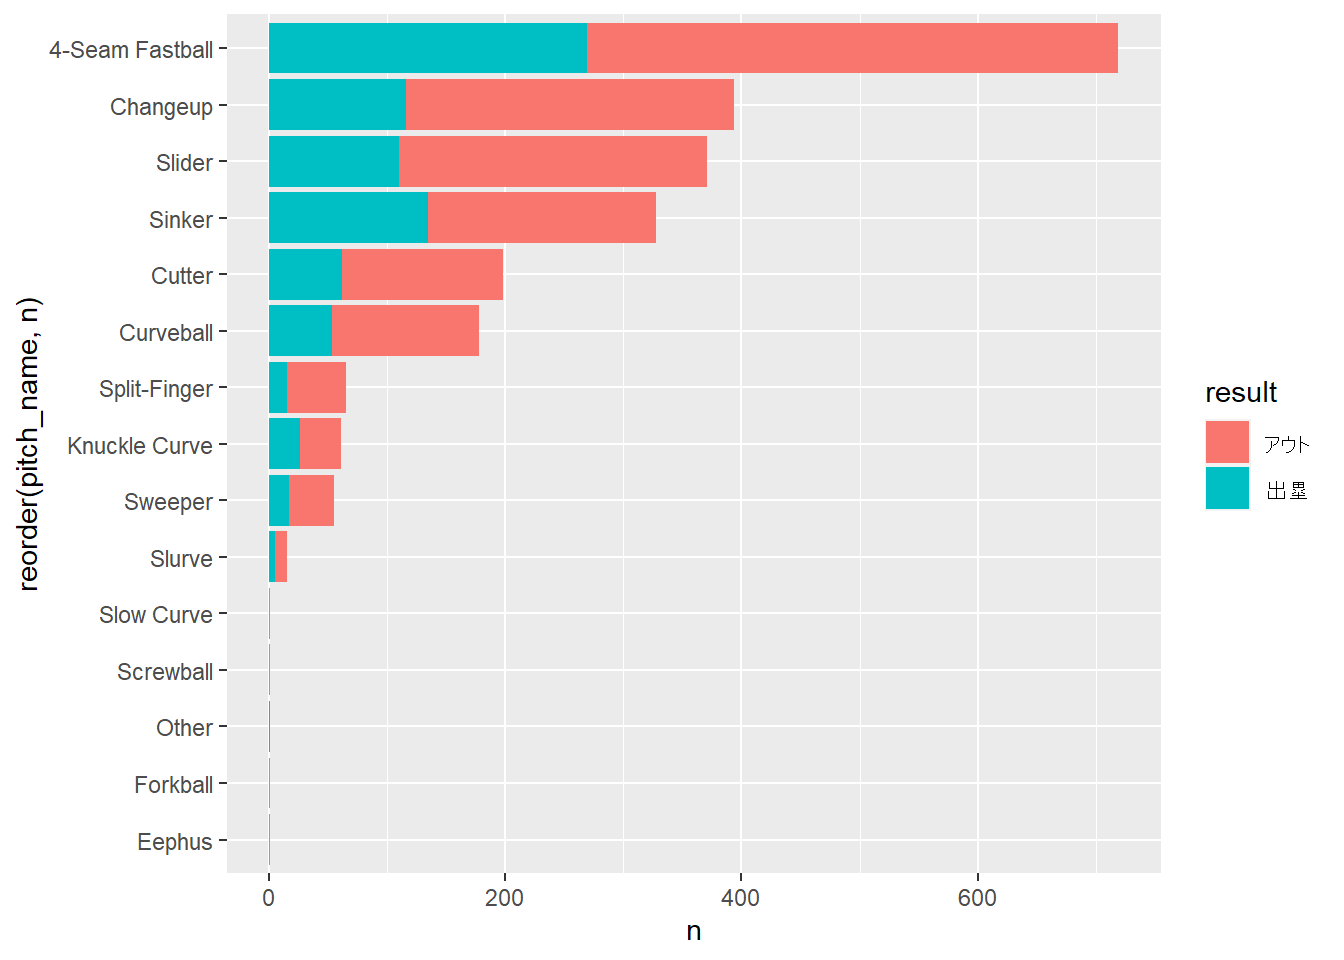 4-Seam Fastball
Changeup
Slider
Sinker
Cutter
Curveball
Split-Finger
Knuckle Curve
Sweeper
Slurve
Slow Curve
Screwball
Other
Forkball
Eephus
reorder(pitch_name, n)
0 200 400 600
n
result
アウト
出塁